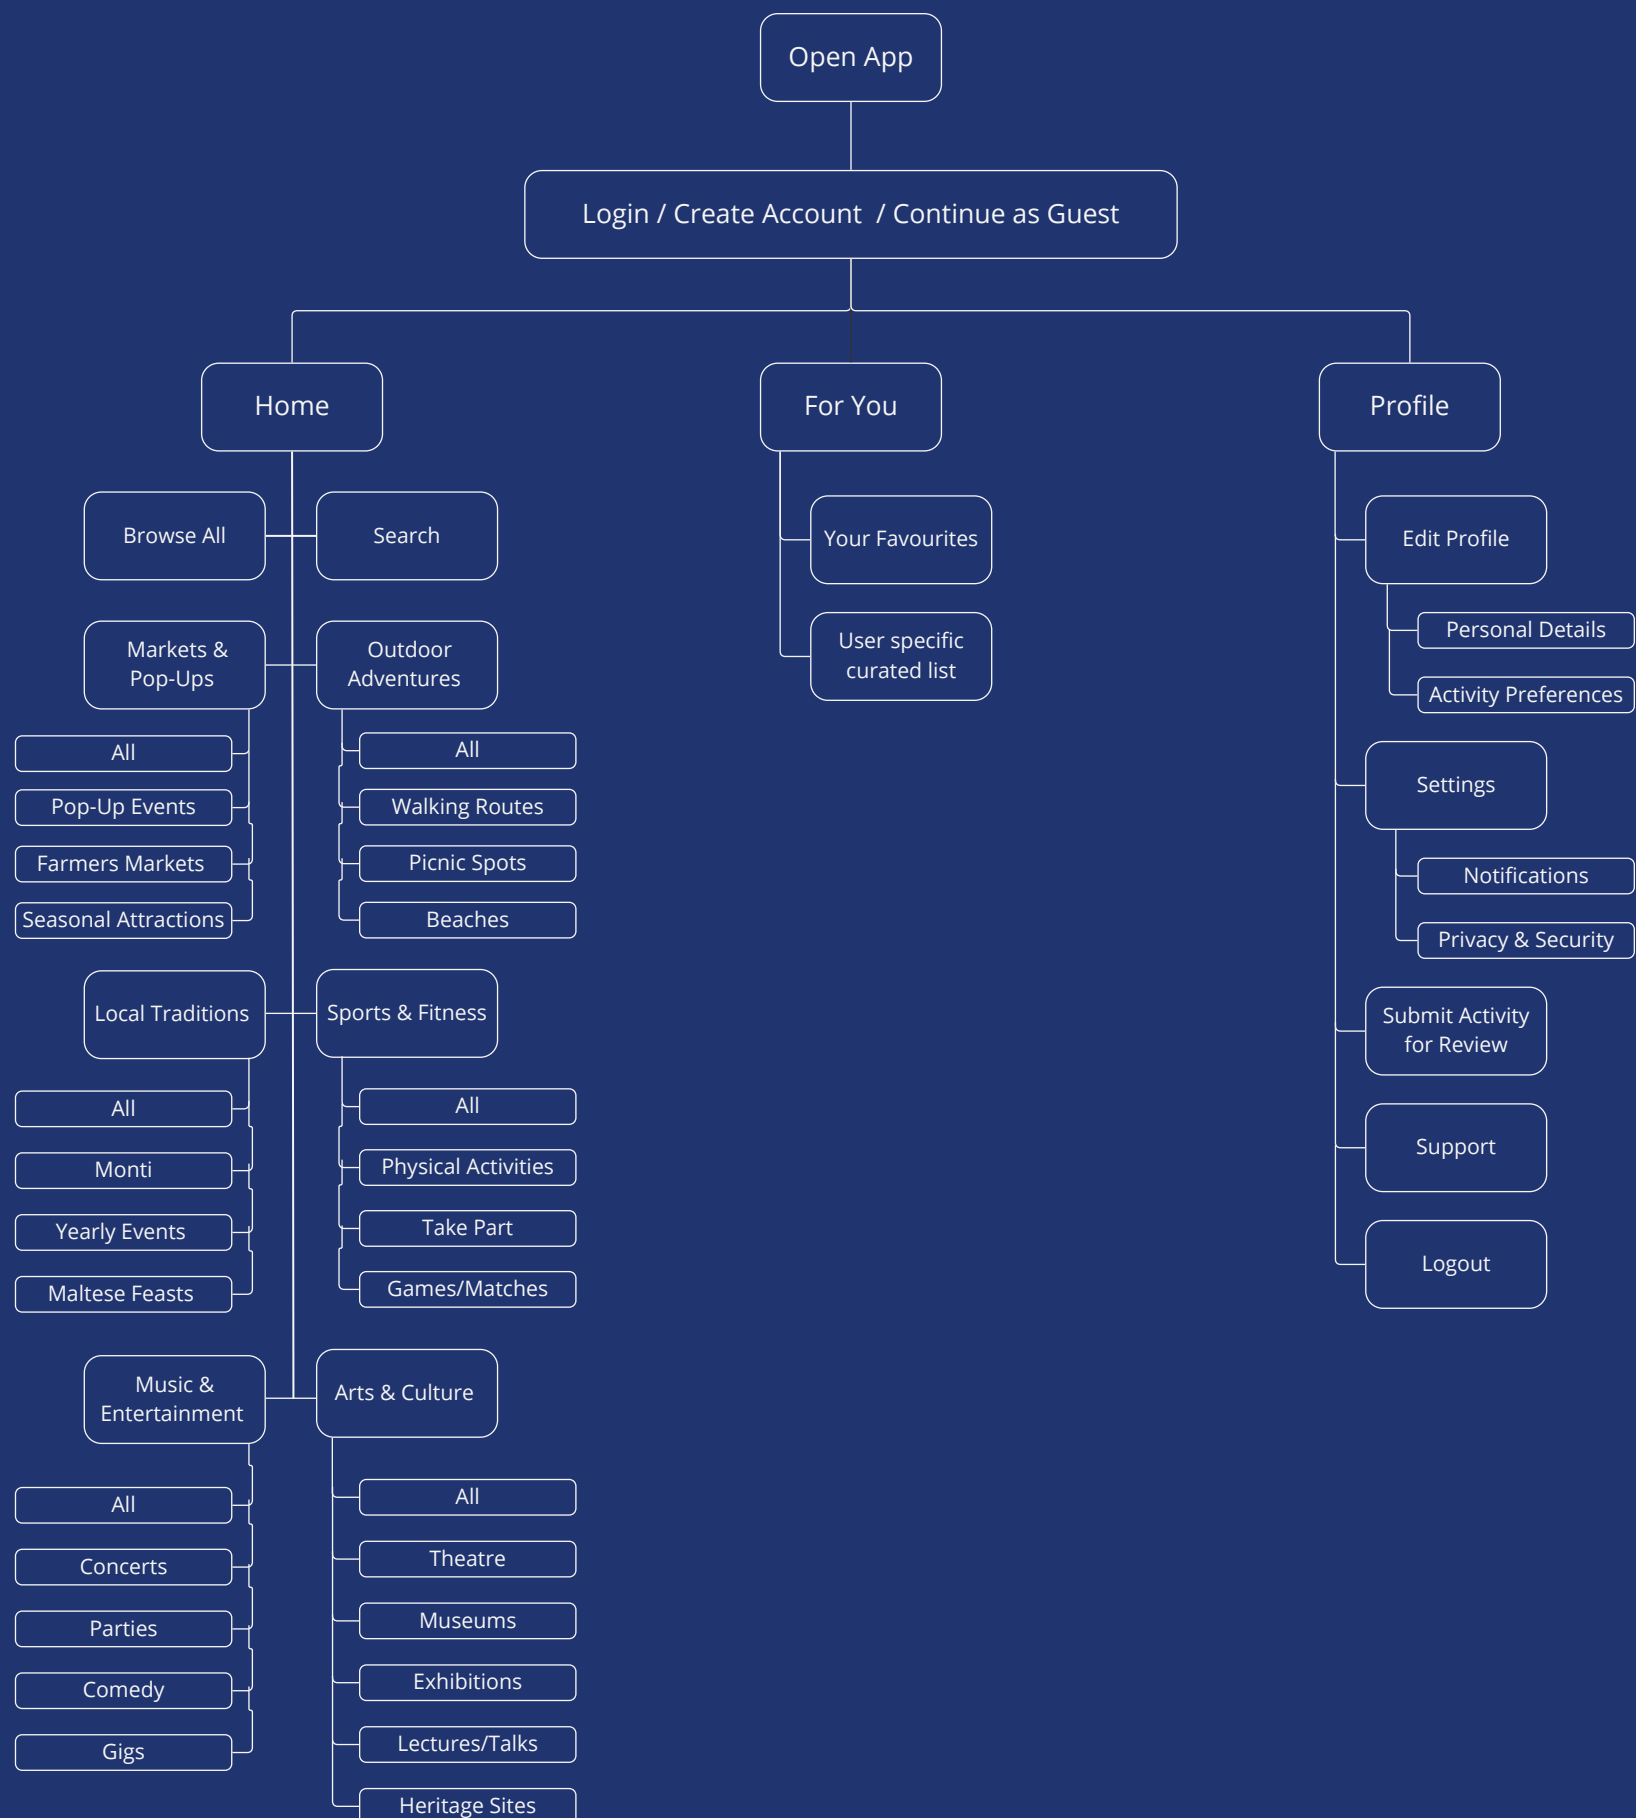 Open App
Login / Create Account / Continue as Guest
Home
For You
Profile
Browse All
Search
Markets &
Pop-Ups
Outdoor
Adventures
All
Pop-Up Events
Farmers Markets
Seasonal Attractions
All
Walking Routes
Picnic Spots
Beaches
Local Traditions
Sports & Fitness
All
Monti
Yearly Events
Maltese Feasts
All
Physical Activities
Take Part
Games/Matches
Music &
Entertainment
Arts & Culture
All
Concerts
Parties
Comedy
Gigs
All
Theatre
Museums
Exhibitions
Lectures/Talks
Heritage Sites
Your Favourites
User specific
curated list
Edit Profile
Personal Details
Activity Preferences
Settings
Notifications
Privacy & Security
Submit Activity
for Review
Support
Logout